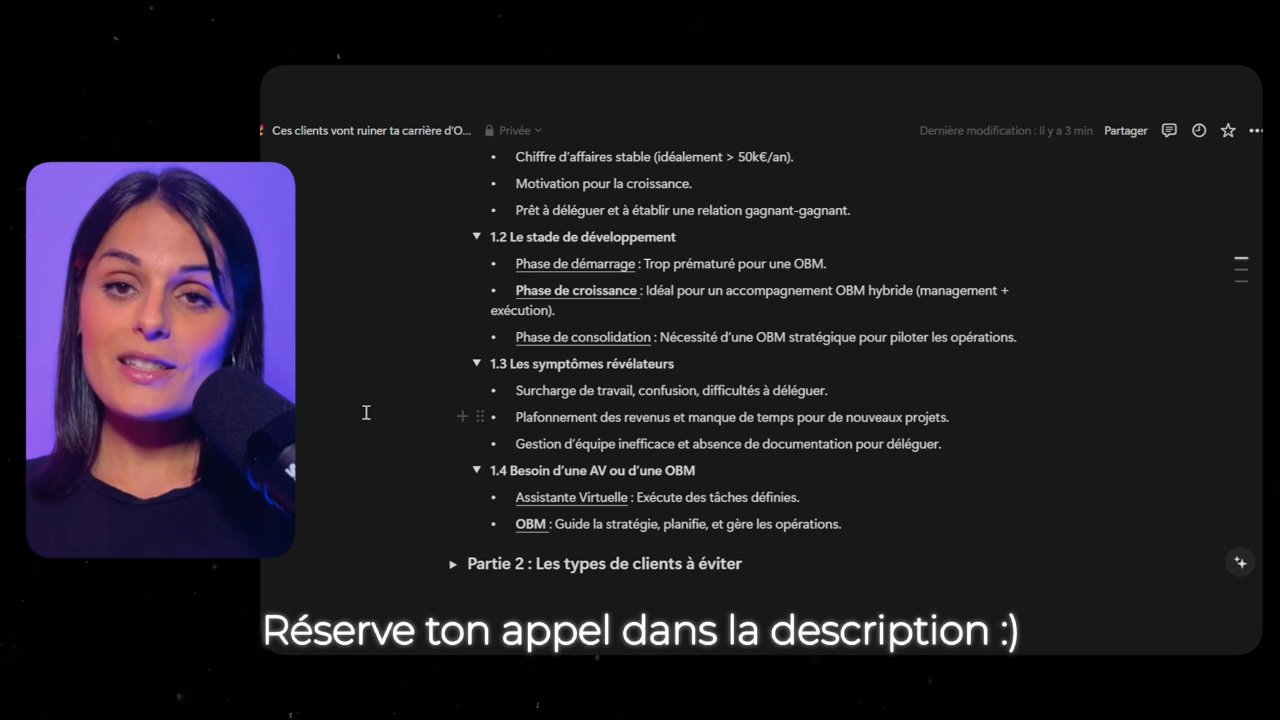 Ces clients vont ruiner ta carrière d'O...
Privée
Dernière modification : Il y a 3 min
Partager
• Chiffre d'affaires stable (idéalement > 50k€/an).
• Motivation pour la croissance.
• Prêt à déléguer et à établir une relation gagnant-gagnant.
1.2 Le stade de développement
• Phase de démarrage : Trop prématuré pour une OBM.
• Phase de croissance : Idéal pour un accompagnement OBM hybride (management +
exécution).
• Phase de consolidation : Nécessité d'une OBM stratégique pour piloter les opérations.
1.3 Les symptômes révélateurs
• Surcharge de travail, confusion, difficultés à déléguer.
• Plafonnement des revenus et manque de temps pour de nouveaux projets.
• Gestion d'équipe inefficace et absence de documentation pour déléguer.
1.4 Besoin d'une AV ou d'une OBM
• Assistante Virtuelle : Exécute des tâches définies.
• OBM : Guide la stratégie, planifie, et gère les opérations.
Partie 2 : Les types de clients à éviter
Réserve ton appel dans la description :)